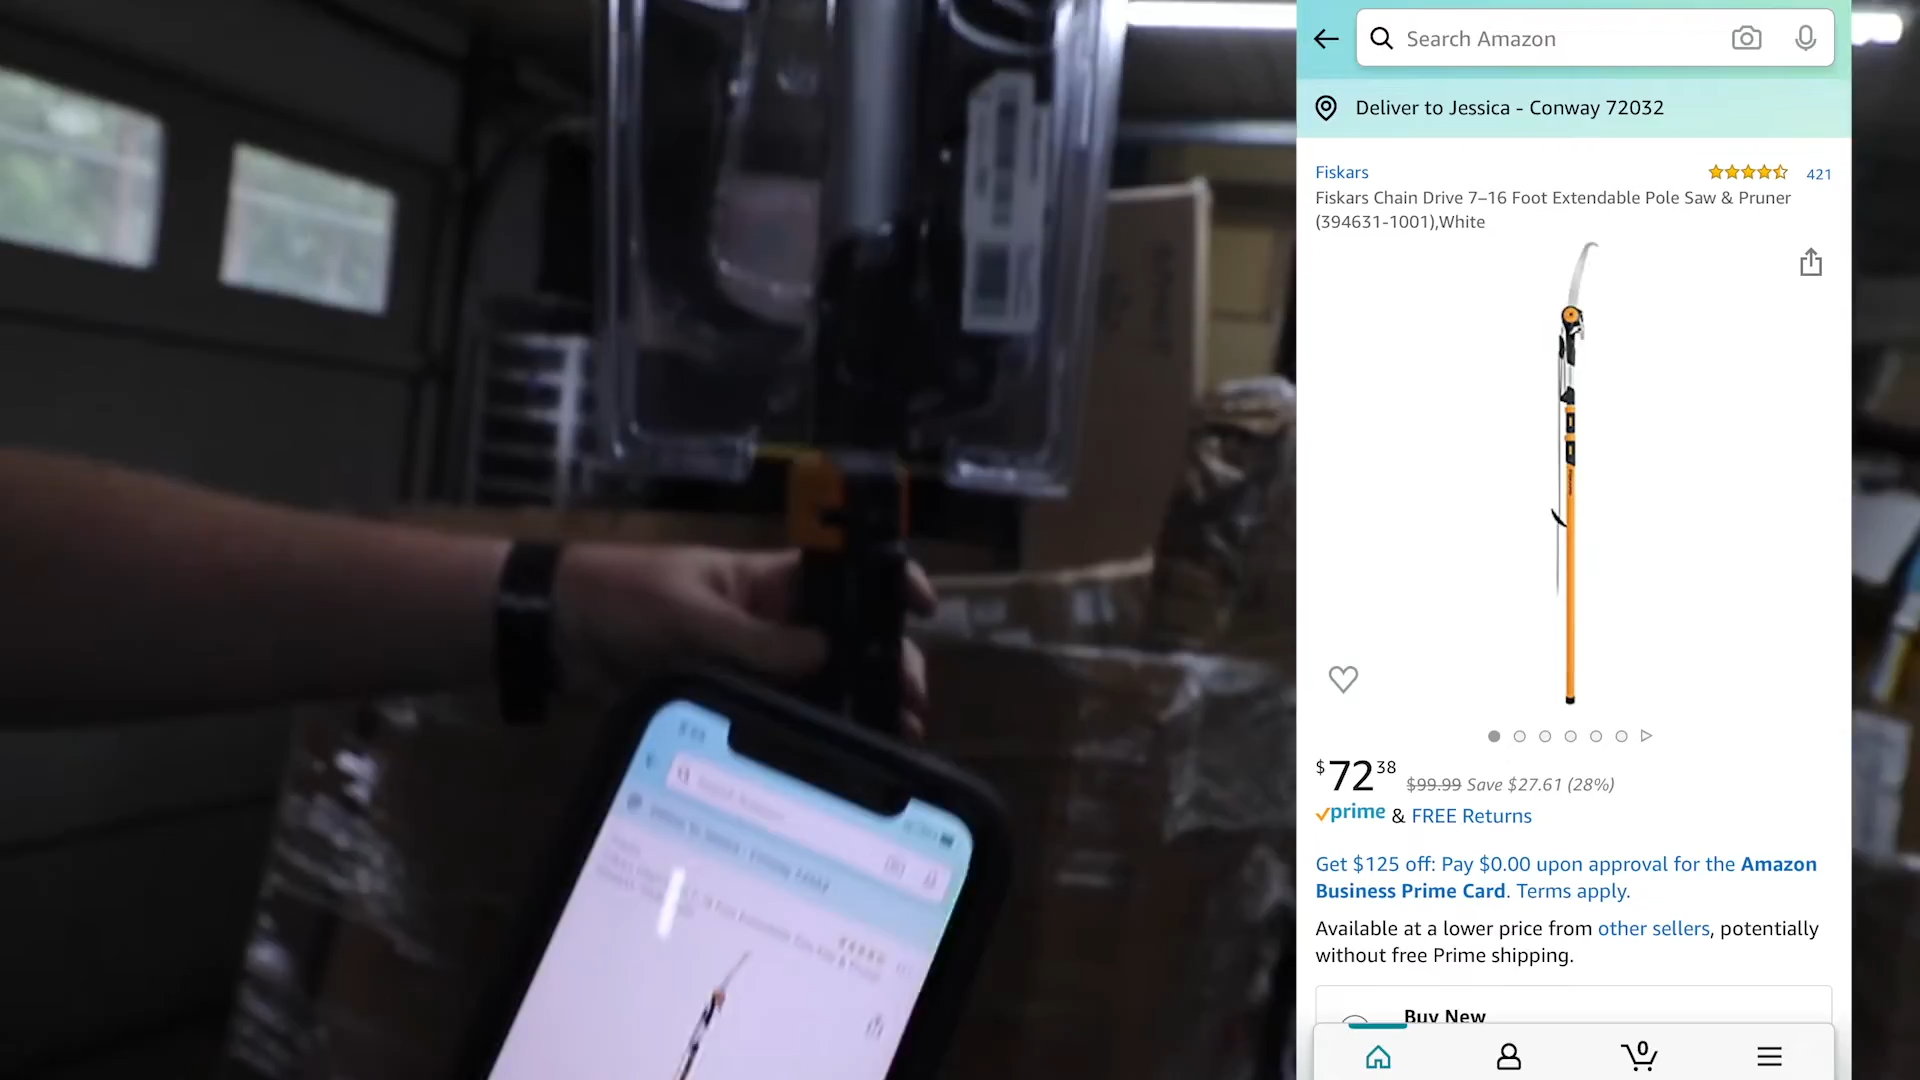 Search Amazon
Deliver to Jessica - Conway 72032
Fiskars
421
Fiskars Chain Drive 7–16 Foot Extendable Pole Saw & Pruner
(394631-1001),White
$72 38 $99.99 Save $27.61 (28%)
prime & FREE Returns
Get $125 off: Pay $0.00 upon approval for the Amazon
Business Prime Card. Terms apply.
Available at a lower price from other sellers, potentially
without free Prime shipping.
Buy New
0